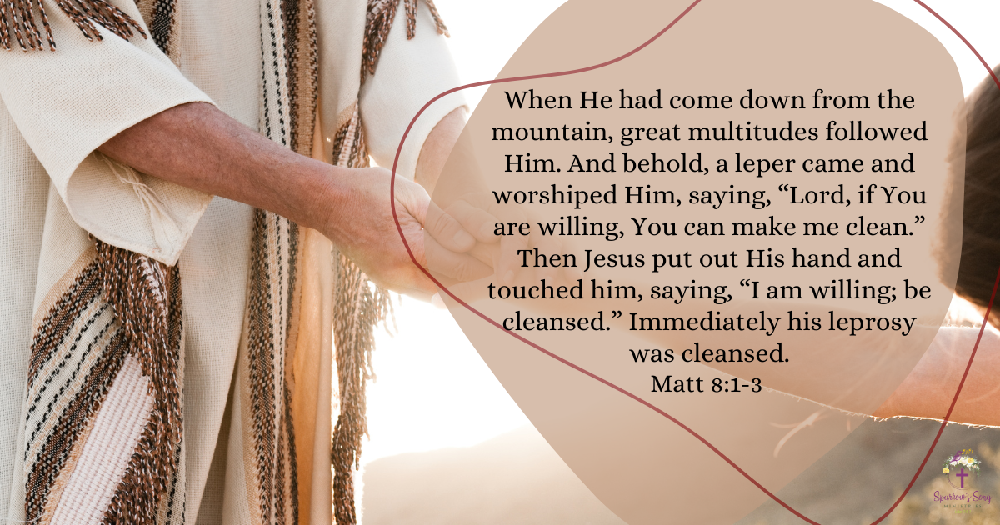 When He had come down from the
mountain, great multitudes followed
Him. And behold, a leper came and
worshiped Him, saying, “Lord, if You
are willing, You can make me clean.”
Then Jesus put out His hand and
touched him, saying, “I am willing; be
cleansed.” Immediately his leprosy
was cleansed.
Matt 8:1-3
Sparrow's Song
MINISTRIES